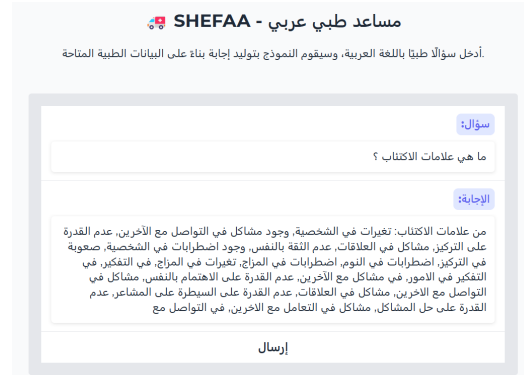 مساعد طبي عربي - SHEFAA 🚑
أدخل سؤالًا طبيًا باللغة العربية، وسيقوم النموذج بتوليد إجابة بناءً على البيانات الطبية المتاحة.
سؤال:
ما هي علامات الاكتئاب ؟
الإجابة:
من علامات الاكتئاب: تغيرات في الشخصية, وجود مشاكل في التواصل مع الآخرين, عدم القدرة
على التركيز, مشاكل في العلاقات, عدم الثقة بالنفس, وجود اضطرابات في الشخصية, صعوبة
في التركيز, اضطرابات في النوم, اضطرابات في المزاج, تغيرات في المزاج, في التفكير, في
التفكير في الامور, في مشاكل مع الآخرين, عدم القدرة على الاهتمام بالنفس, مشاكل في
التواصل مع الاخرين, مشاكل في العلاقات, عدم القدرة على السيطرة على المشاعر, عدم
القدرة على حل المشاكل, مشاكل في التعامل مع الاخرين, في التواصل مع
إرسال